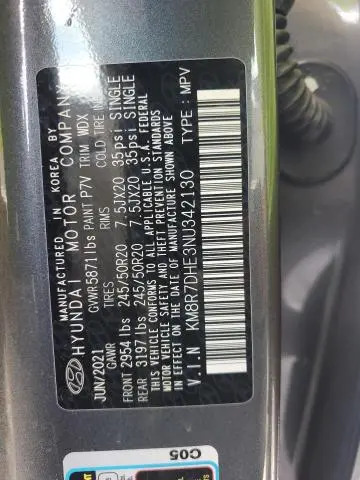 MANUFACTURED IN KOREA BY
HYUNDAI MOTOR COMPANY
GVWR 5871 lbs PAINT P7V TRIM WDX
JUN/2021 TIRES RIMS COLD TIRE IN
GAWR
FRONT 2954 lbs 245/50R20 7.5JX20 35psi SINGLE
REAR 3197 lbs 245/50R20 7.5JX20 35psi SINGLE
THIS VEHICLE CONFORMS TO ALL APPLICABLE U.S.A. FEDERAL
MOTOR VEHICLE SAFETY AND THEFT PREVENTION STANDARDS
IN EFFECT ON THE DATE OF MANUFACTURE SHOWN ABOVE
V.I.N KM8R7DHE3NU342130 TYPE : MPV
C05